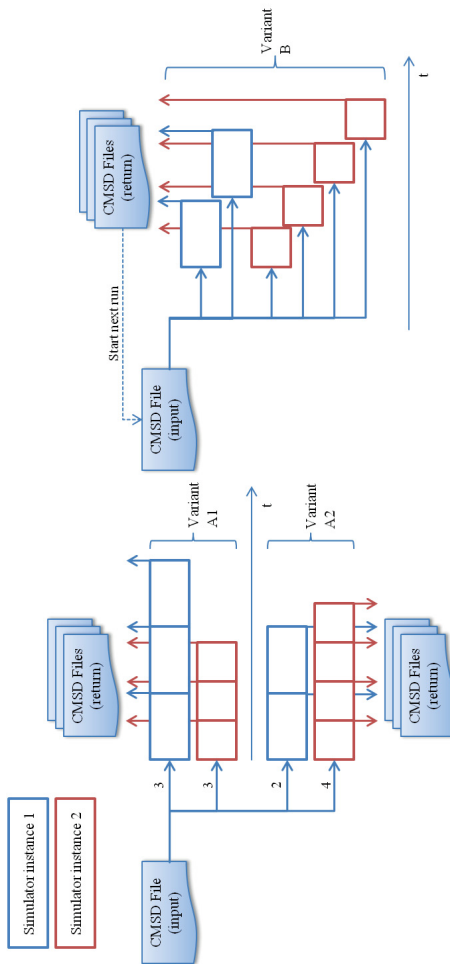 Simulator instance 1
Simulator instance 2
CMSD File
(input)
3
3
2
4
CMSD Files
(return)
Variant
A1
t
Variant
A2
CMSD Files
(return)
CMSD File
(input)
Start next run
CMSD Files
(return)
Variant
B
t